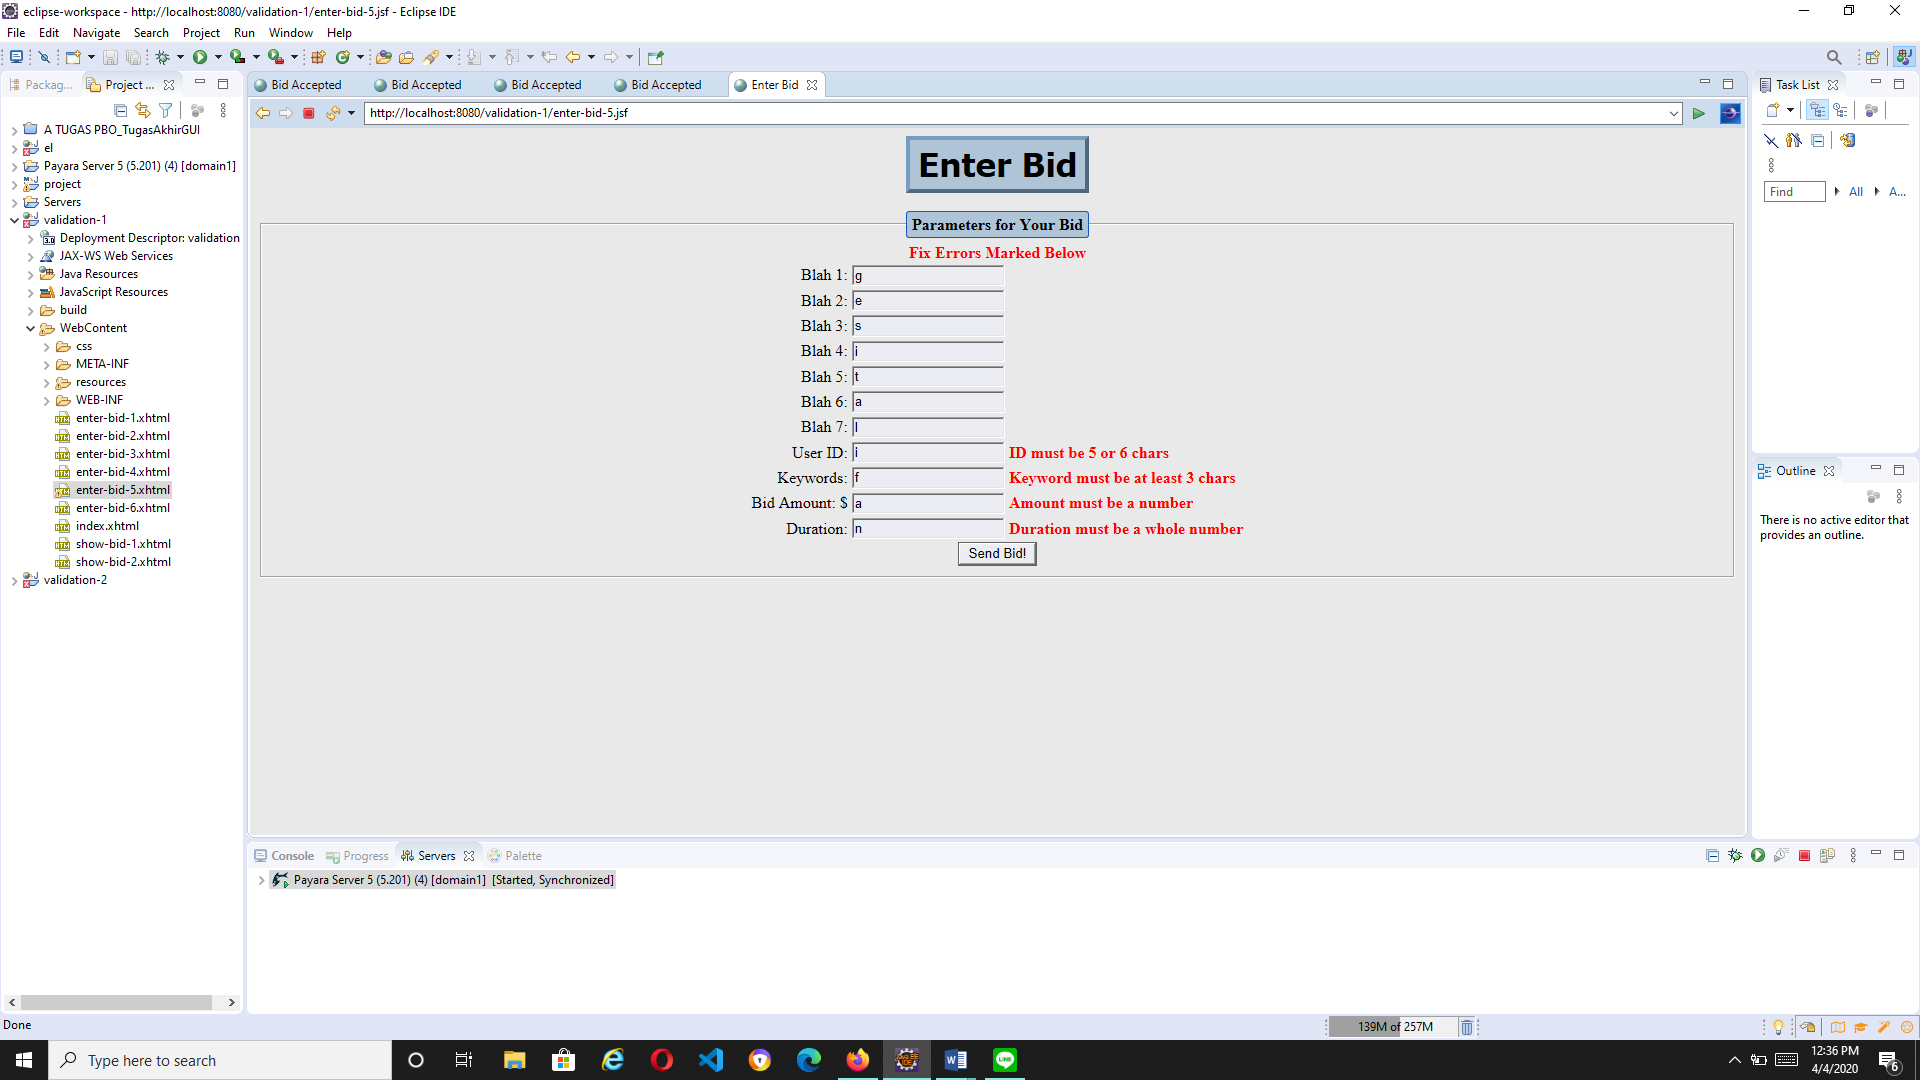 eclipse-workspace - http://localhost:8080/validation-1/enter-bid-5.jsf - Eclipse IDE
File Edit Navigate Search Project Run Window Help
Packag... Project ...
A TUGAS PBO_TugasAkhirGUI
el
Payara Server 5 (5.201) (4) [domain1]
project
Servers
validation-1
Deployment Descriptor: validation
JAX-WS Web Services
Java Resources
JavaScript Resources
build
WebContent
css
META-INF
resources
WEB-INF
enter-bid-1.xhtml
enter-bid-2.xhtml
enter-bid-3.xhtml
enter-bid-4.xhtml
enter-bid-5.xhtml
enter-bid-6.xhtml
index.xhtml
show-bid-1.xhtml
show-bid-2.xhtml
validation-2
Bid Accepted Bid Accepted Bid Accepted Bid Accepted Enter Bid
http://localhost:8080/validation-1/enter-bid-5.jsf
Enter Bid
Parameters for Your Bid
Fix Errors Marked Below
Blah 1: g
Blah 2: e
Blah 3: s
Blah 4: i
Blah 5: t
Blah 6: a
Blah 7: l
User ID: i ID must be 5 or 6 chars
Keywords: f Keyword must be at least 3 chars
Bid Amount: $ a Amount must be a number
Duration: n Duration must be a whole number
Send Bid!
Task List
Find All A...
Outline
There is no active editor that
provides an outline.
Console Progress Servers Palette
Payara Server 5 (5.201) (4) [domain1] [Started, Synchronized]
Done
139M of 257M
Type here to search
12:36 PM
4/4/2020
6